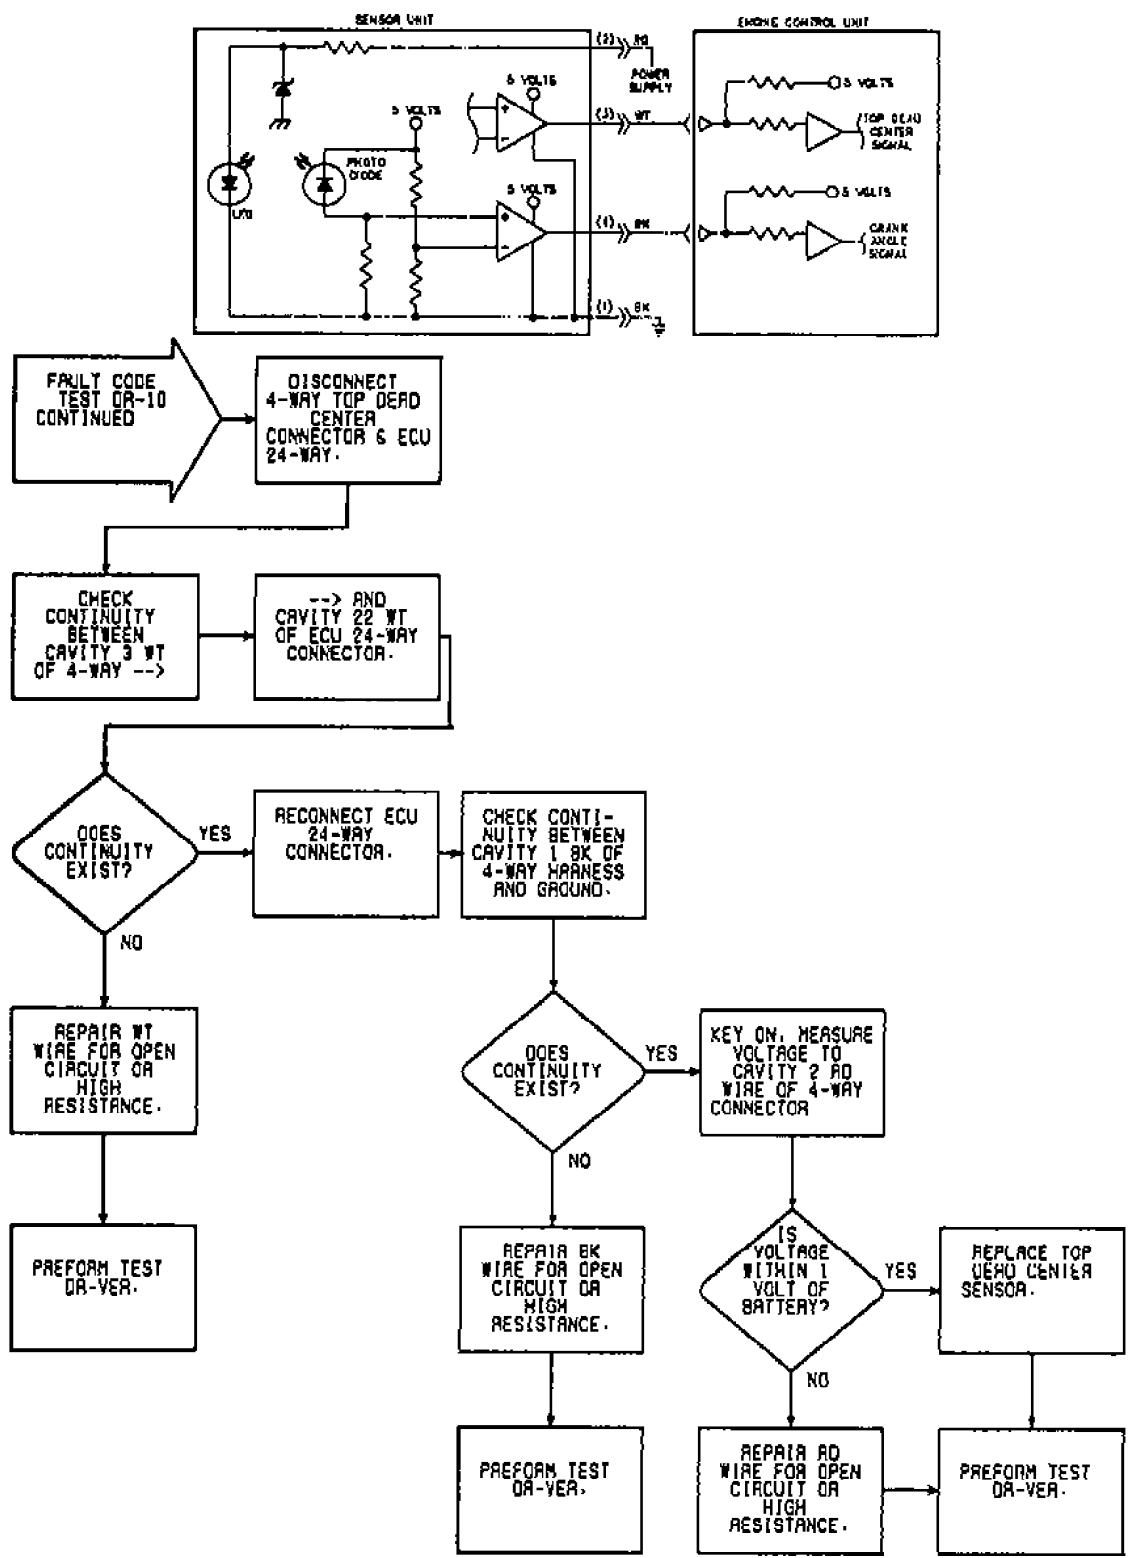 SENSOR UNIT
ENGINE CONTROL UNIT
(2) RD
POWER
SUPPLY
5 VOLTS
(3) WT
5 VOLTS
TOP DEAD
CENTER
SIGNAL
5 VOLTS
PHOTO
DIODE
LED
5 VOLTS
(4) BK
5 VOLTS
CRANK
ANGLE
SIGNAL
(1) BK
FAULT CODE
TEST DR-10
CONTINUED
DISCONNECT
4-WAY TOP DEAD
CENTER
CONNECTOR & ECU
24-WAY.
CHECK
CONTINUITY
BETWEEN
CAVITY 3 WT
OF 4-WAY -->
--> AND
CAVITY 22 WT
OF ECU 24-WAY
CONNECTOR.
DOES
CONTINUITY
EXIST?
YES
NO
RECONNECT ECU
24-WAY
CONNECTOR.
CHECK CONTI-
NUITY BETWEEN
CAVITY 1 BK OF
4-WAY HARNESS
AND GROUND.
REPAIR WT
WIRE FOR OPEN
CIRCUIT OR
HIGH
RESISTANCE.
PREFORM TEST
DR-VER.
DOES
CONTINUITY
EXIST?
YES
NO
KEY ON, MEASURE
VOLTAGE TO
CAVITY 2 RD
WIRE OF 4-WAY
CONNECTOR
REPAIR BK
WIRE FOR OPEN
CIRCUIT OR
HIGH
RESISTANCE.
PREFORM TEST
DR-VER.
IS
VOLTAGE
WITHIN 1
VOLT OF
BATTERY?
YES
NO
REPLACE TOP
DEAD CENTER
SENSOR.
REPAIR RD
WIRE FOR OPEN
CIRCUIT OR
HIGH
RESISTANCE.
PREFORM TEST
DR-VER.